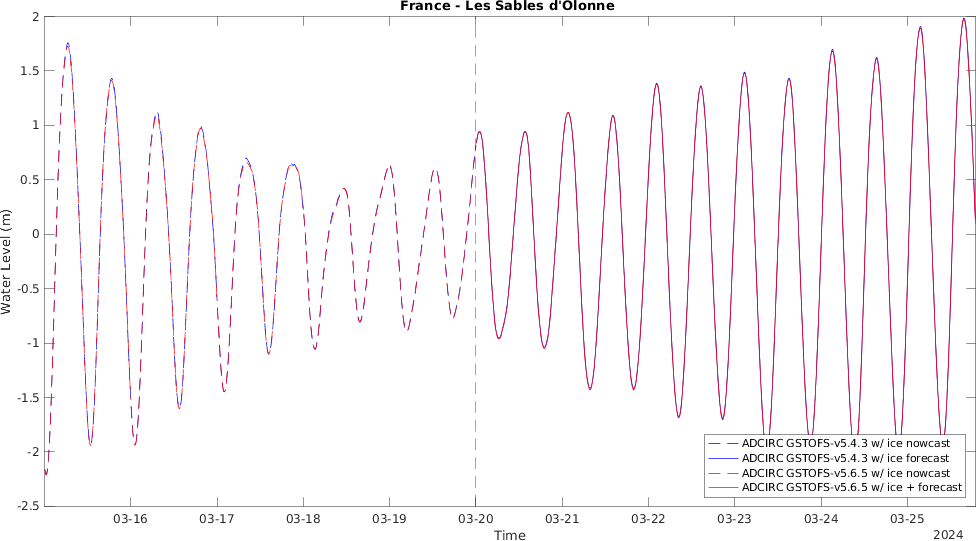 France - Les Sables d'Olonne
2
1.5
1
0.5
0
-0.5
-1
-1.5
-2
-2.5
Water Level (m)
03-16 03-17 03-18 03-19 03-20 03-21 03-22 03-23 03-24 03-25
Time
2024
ADCIRC GSTOFS-v5.4.3 w/ ice nowcast
ADCIRC GSTOFS-v5.4.3 w/ ice forecast
ADCIRC GSTOFS-v5.6.5 w/ ice nowcast
ADCIRC GSTOFS-v5.6.5 w/ ice + forecast